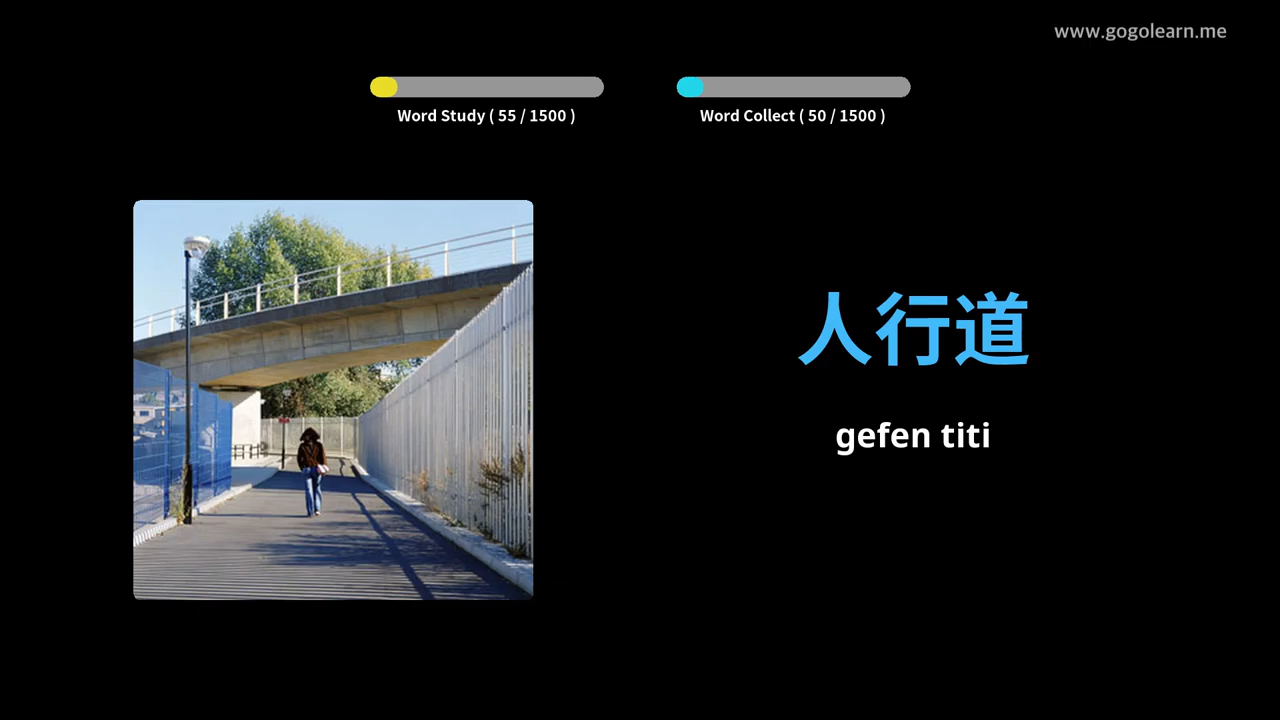 www.gogolearn.me
Word Study ( 55 / 1500 )
Word Collect ( 50 / 1500 )
人行道
gefen titi